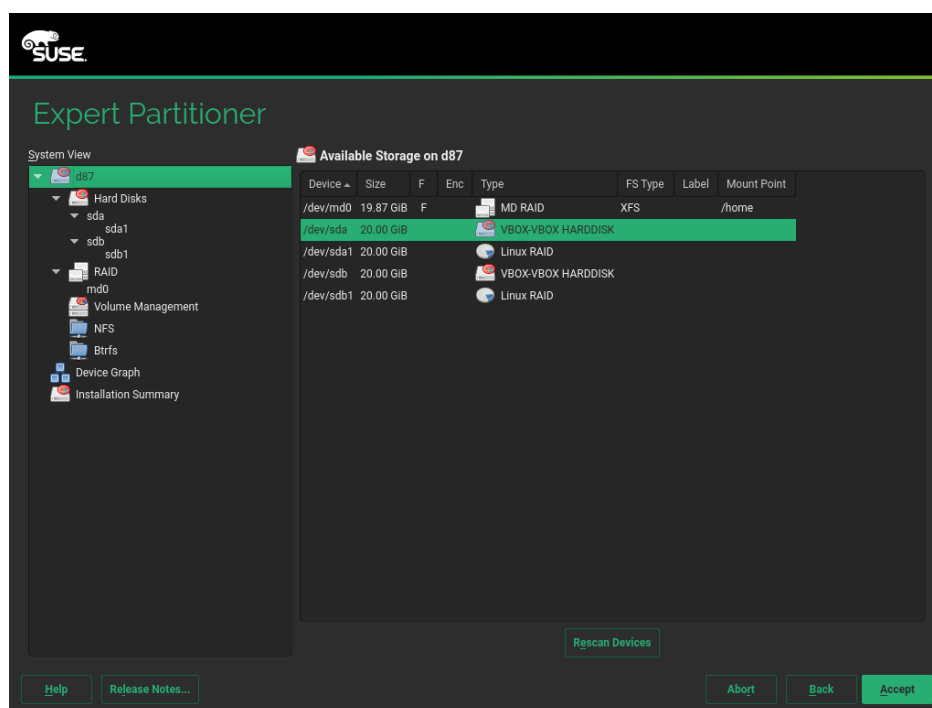 SUSE.
Expert Partitioner
System View
d87
Hard Disks
sda
sda1
sdb
sdb1
RAID
md0
Volume Management
NFS
Btrfs
Device Graph
Installation Summary
Available Storage on d87
Device Size F Enc Type FS Type Label Mount Point
/dev/md0 19.87 GiB F MD RAID XFS /home
/dev/sda 20.00 GiB VBOX-VBOX HARDDISK
/dev/sda1 20.00 GiB Linux RAID
/dev/sdb 20.00 GiB VBOX-VBOX HARDDISK
/dev/sdb1 20.00 GiB Linux RAID
Rescan Devices
Help Release Notes... Abort Back Accept